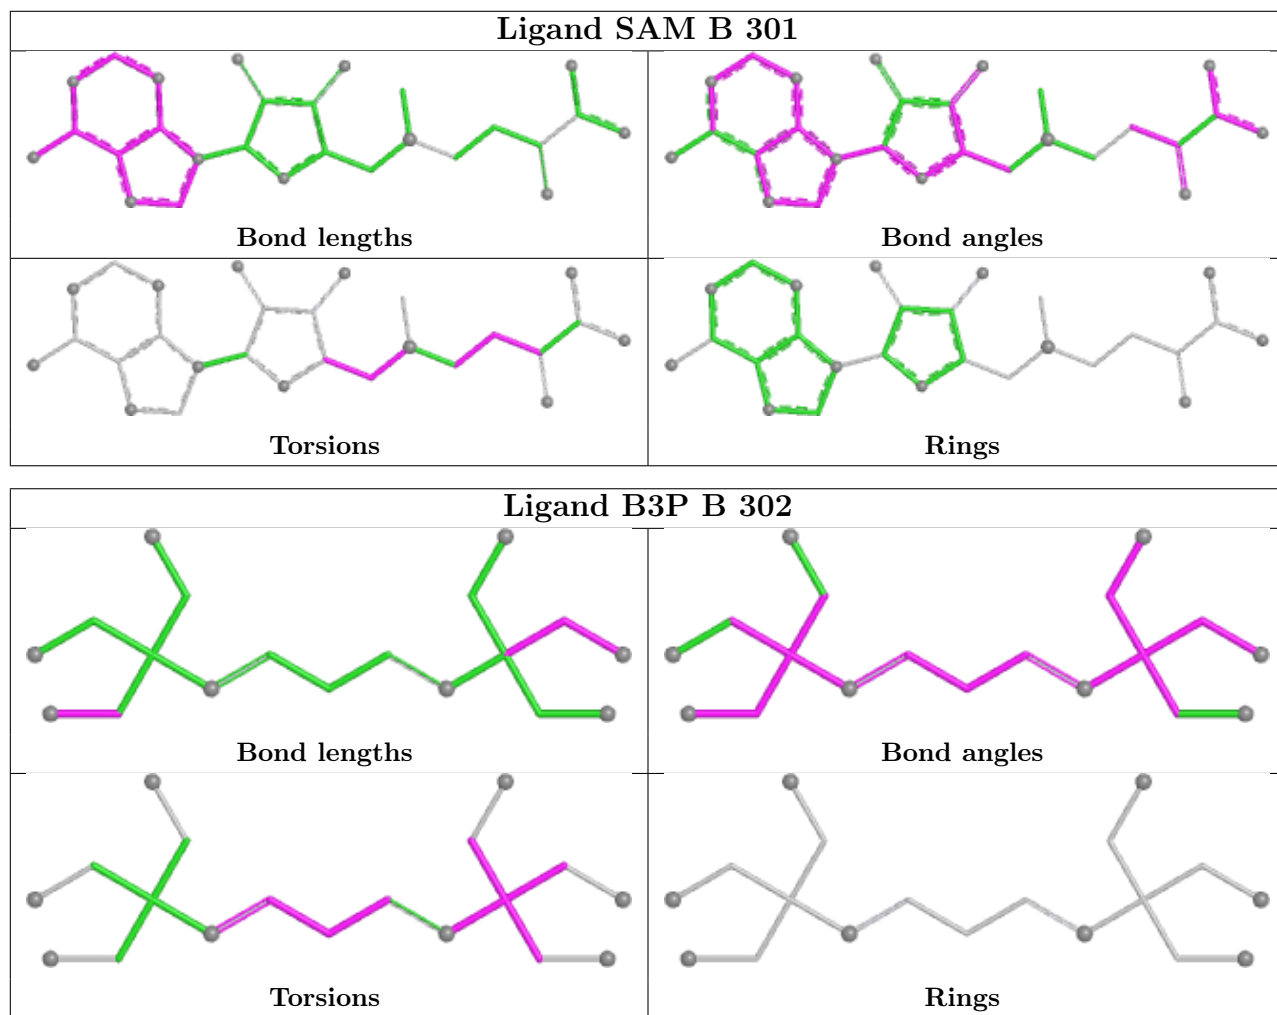 Ligand SAM B 301
Bond lengths
Bond angles
Torsions
Rings
Ligand B3P B 302
Bond lengths
Bond angles
Torsions
Rings